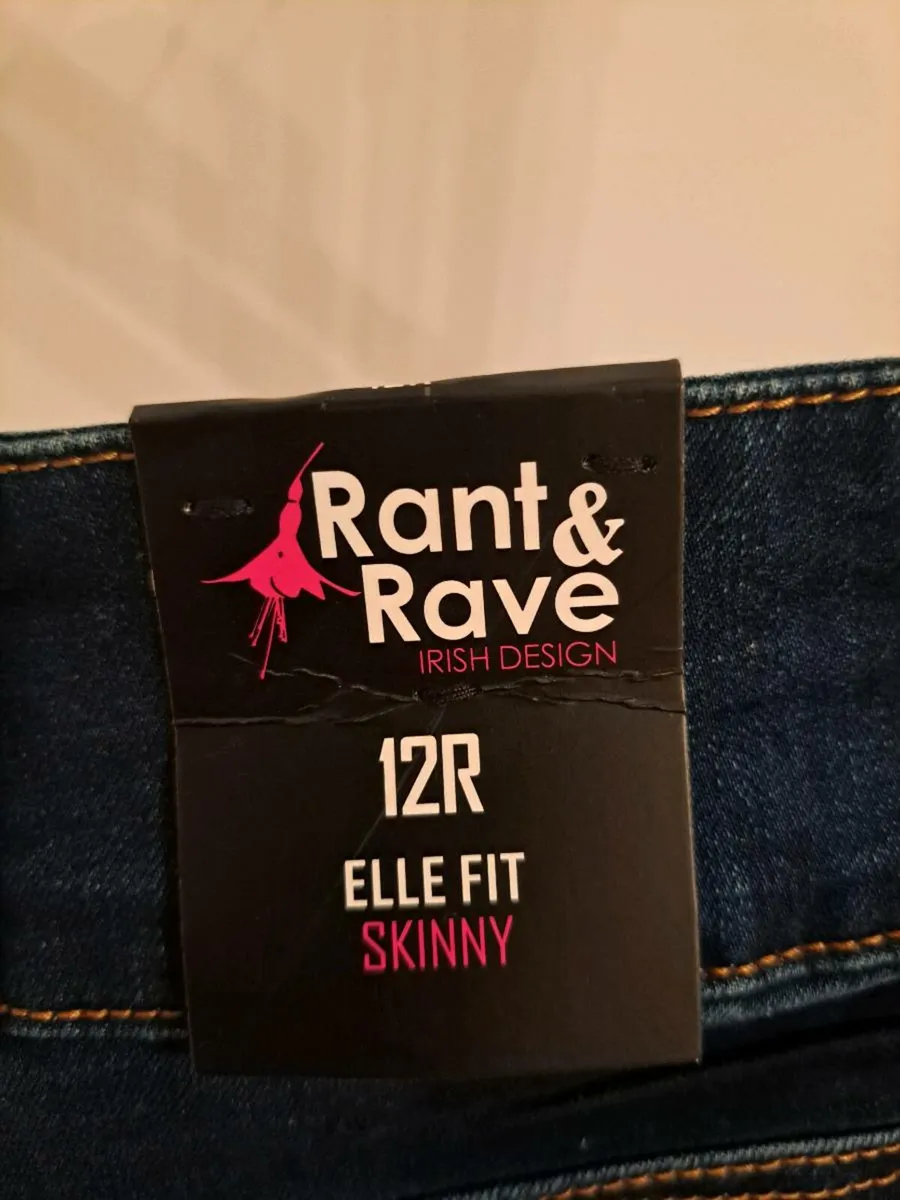 Rant &
Rave
IRISH DESIGN
12R
ELLE FIT
SKINNY